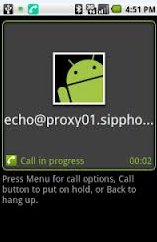 4:51 PM
echo@proxy01.sippho...
Call in progress
00:02
Press Menu for call options, Call
button to put on hold, or Back to
hang up.